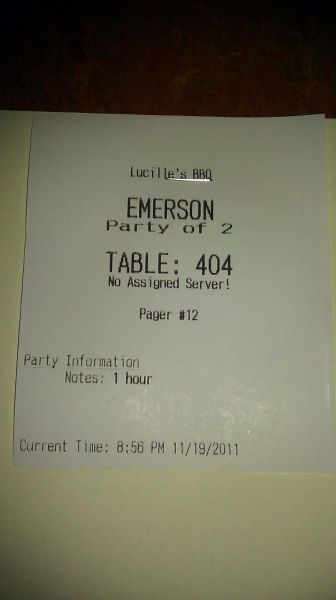 Lucille's BBQ
EMERSON
Party of 2
TABLE: 404
No Assigned Server!
Pager #12
Party Information
Notes: 1 hour
Current Time: 8:56 PM 11/19/2011